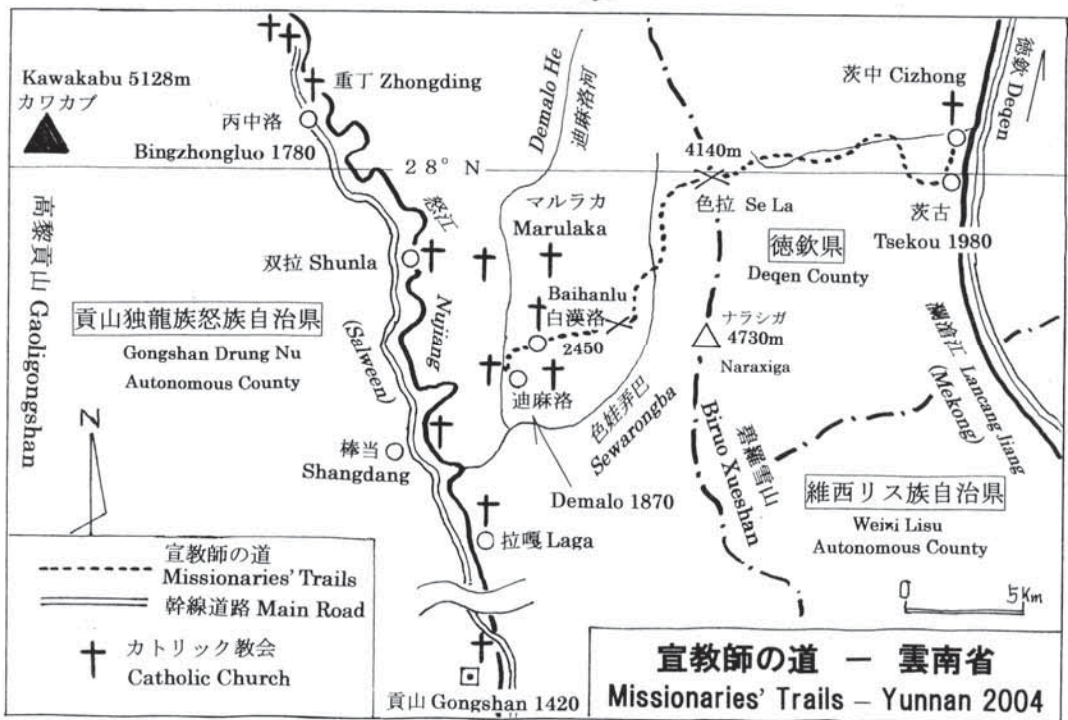 Kawakabu 5128m
カワカブ
重丁 Zhongding
丙中洛
Bingzhongluo 1780
28° N
怒江
Nujiang
(Salween)
双拉 Shunla
高黎貢山 Gaoligongshan
貢山独龍族怒族自治県
Gongshan Drung Nu
Autonomous County
棒当
Shangdang
拉嘎 Laga
貢山 Gongshan 1420
Demalo He
迪麻洛河
マルラカ
Marulaka
Baihanlu
白漢洛
2450
迪麻洛
Demalo 1870
色娃弄巴
Sewarongba
4140m
色拉 Se La
徳欽県
Deqen County
ナラシガ
4730m
Naraxiga
碧羅雪山
Biruo Xueshan
茨中 Cizhong
徳欽 Deqen
茨古
Tsekou 1980
瀾滄江 Lancang Jiang
(Mekong)
維西リス族自治県
Weixi Lisu
Autonomous County
N
宣教師の道
Missionaries' Trails
幹線道路 Main Road
カトリック教会
Catholic Church
0 5Km
宣教師の道 － 雲南省
Missionaries' Trails – Yunnan 2004